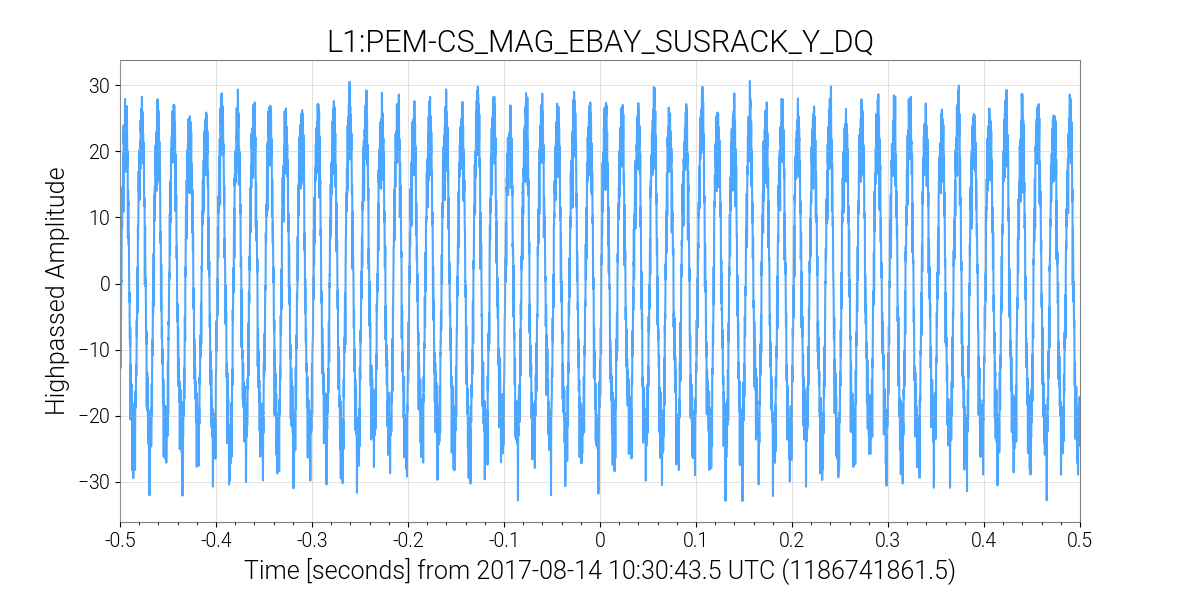 L1:PEM-CS_MAG_EBAY_SUSRACK_Y_DQ
30
20
10
0
−10
−20
−30
Highpassed Amplitude
-0.5 -0.4 -0.3 -0.2 -0.1 0 0.1 0.2 0.3 0.4 0.5
Time [seconds] from 2017-08-14 10:30:43.5 UTC (1186741861.5)